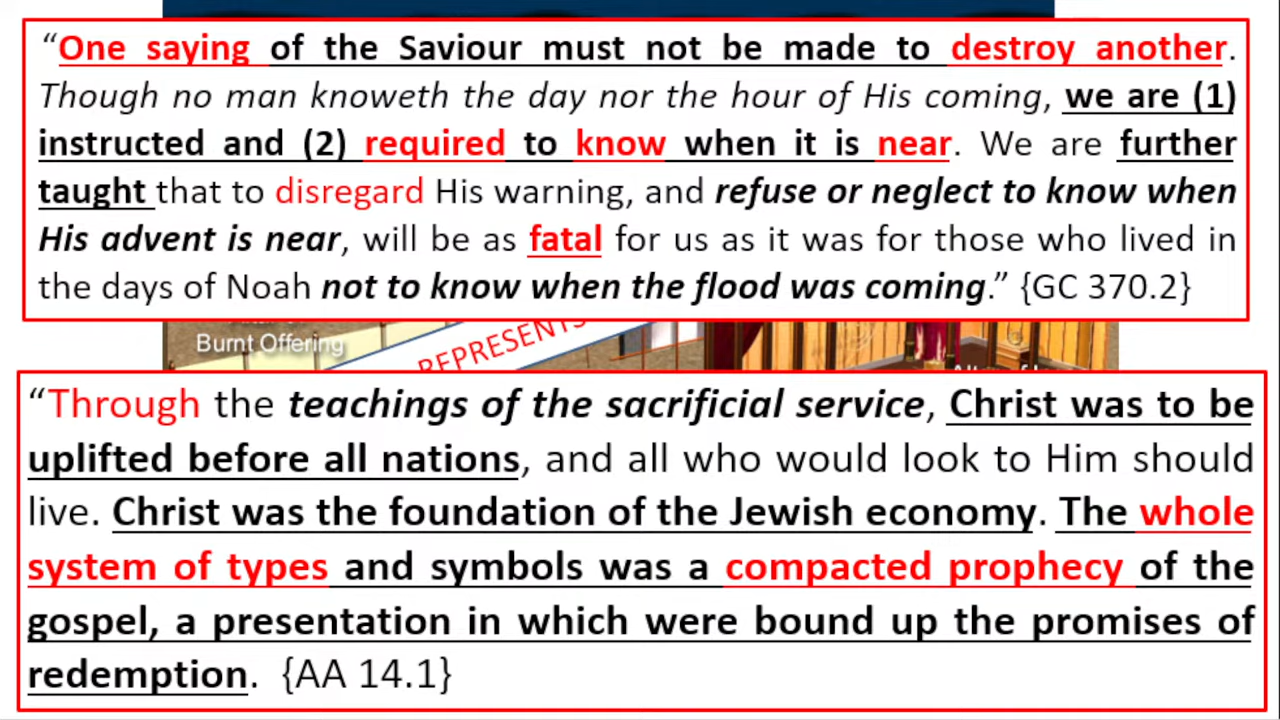 “One saying of the Saviour must not be made to destroy another.
Though no man knoweth the day nor the hour of His coming, we are (1)
instructed and (2) required to know when it is near. We are further
taught that to disregard His warning, and refuse or neglect to know when
His advent is near, will be as fatal for us as it was for those who lived in
the days of Noah not to know when the flood was coming.” {GC 370.2}
Burnt Offering
REPRESENTS
“Through the teachings of the sacrificial service, Christ was to be
uplifted before all nations, and all who would look to Him should
live. Christ was the foundation of the Jewish economy. The whole
system of types and symbols was a compacted prophecy of the
gospel, a presentation in which were bound up the promises of
redemption. {AA 14.1}